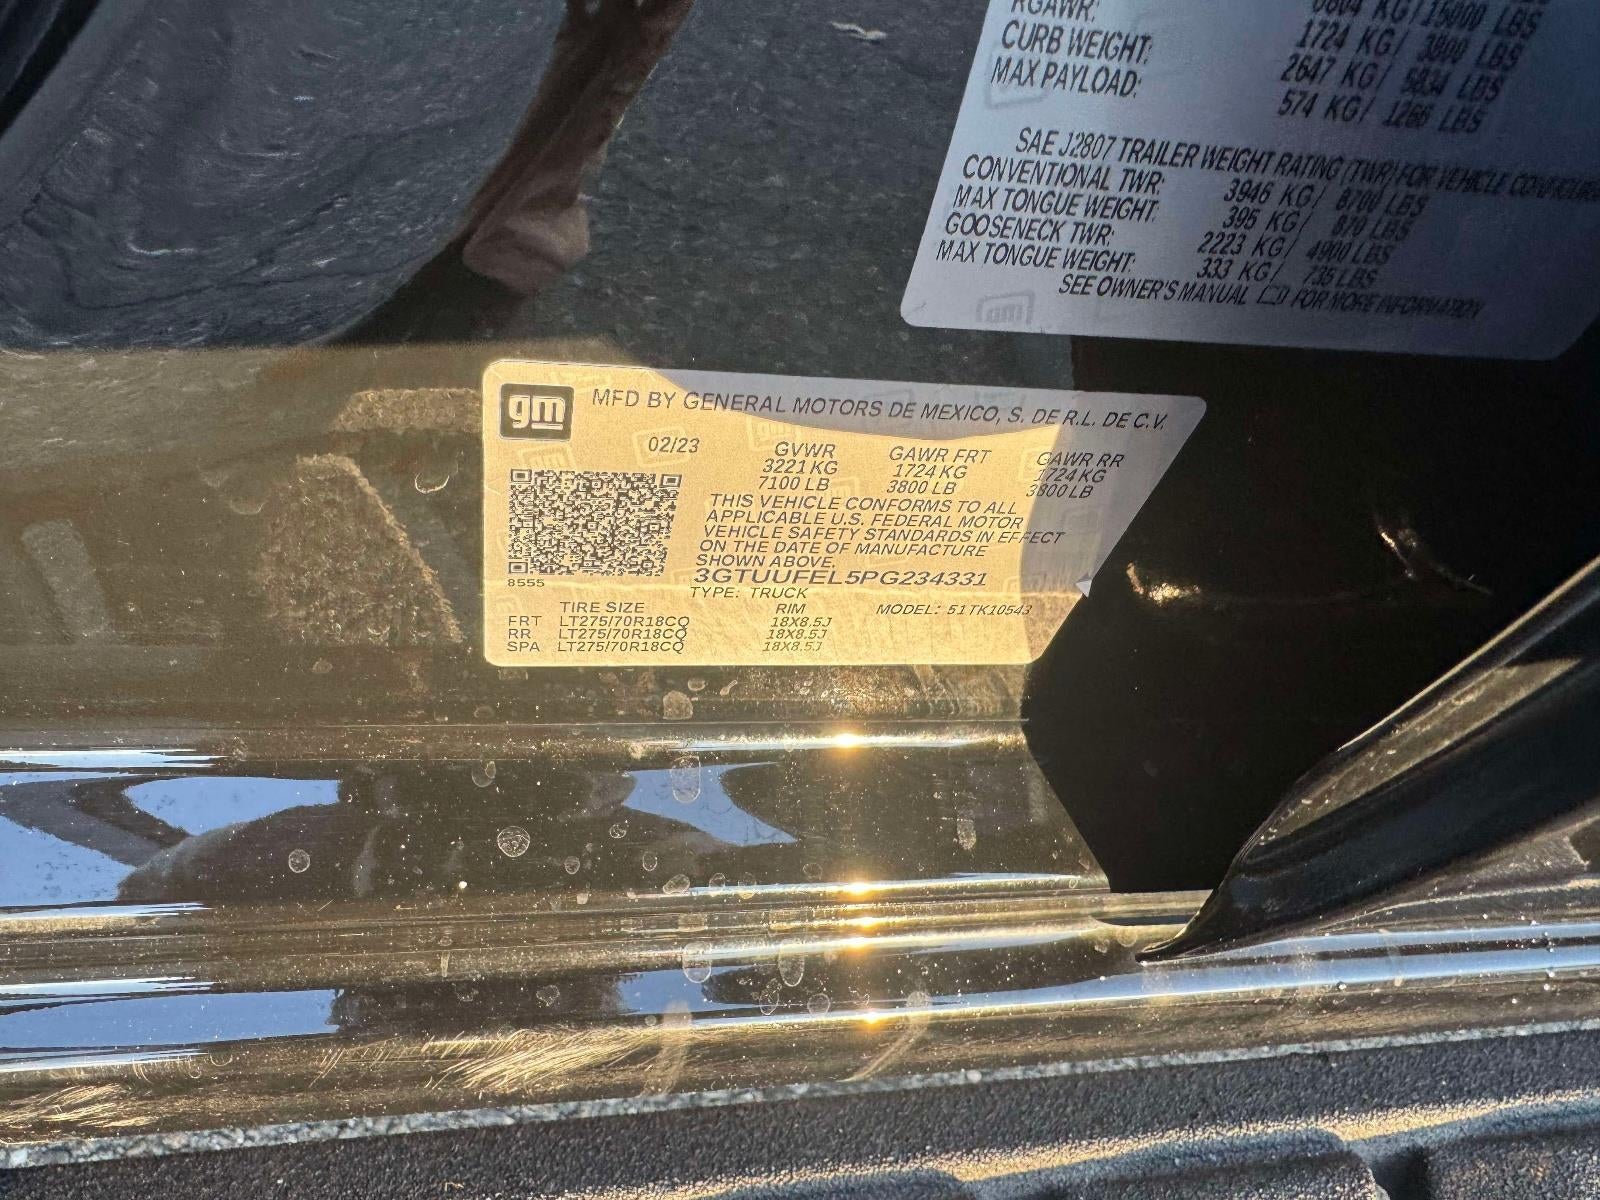 RGAWR:
CURB WEIGHT: 1724 KG/ 3800 LBS
MAX PAYLOAD: 2647 KG/ 5834 LBS
574 KG/ 1266 LBS
SAE J2807 TRAILER WEIGHT RATING (TWR) FOR VEHICLE
CONVENTIONAL TWR: 3946 KG/ 8700 LBS
MAX TONGUE WEIGHT: 395 KG/ 870 LBS
GOOSENECK TWR: 2223 KG/ 4900 LBS
MAX TONGUE WEIGHT: 333 KG/ 735 LBS
SEE OWNER'S MANUAL FOR MORE INFORMATION
gm
gm MFD BY GENERAL MOTORS DE MEXICO, S. DE R.L. DE C.V.
02/23 GVWR GAWR FRT GAWR RR
3221 KG 1724 KG 1724 KG
7100 LB 3800 LB 3800 LB
THIS VEHICLE CONFORMS TO ALL
APPLICABLE U.S. FEDERAL MOTOR
VEHICLE SAFETY STANDARDS IN EFFECT
ON THE DATE OF MANUFACTURE
SHOWN ABOVE.
8555 3GTUUFEL5PG234331
TYPE: TRUCK
TIRE SIZE RIM MODEL: 51 TK10543
FRT LT275/70R18CQ 18X8.5J
RR LT275/70R18CQ 18X8.5J
SPA LT275/70R18CQ 18X8.5J